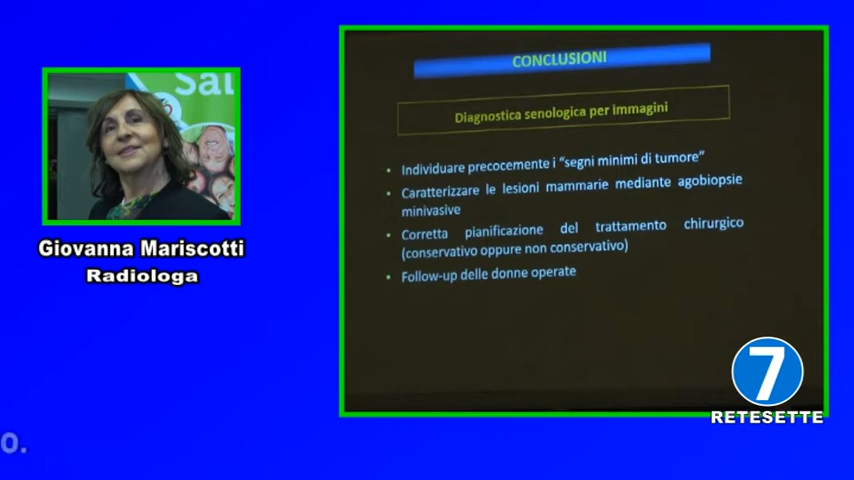 Sal
Giovanna Mariscotti
Radiologa
CONCLUSIONI
Diagnostica senologica per immagini
• Individuare precocemente i “segni minimi di tumore”
• Caratterizzare le lesioni mammarie mediante agobiopsie
minivasive
• Corretta pianificazione del trattamento chirurgico
(conservativo oppure non conservativo)
• Follow-up delle donne operate
7
RETESETTE
o.